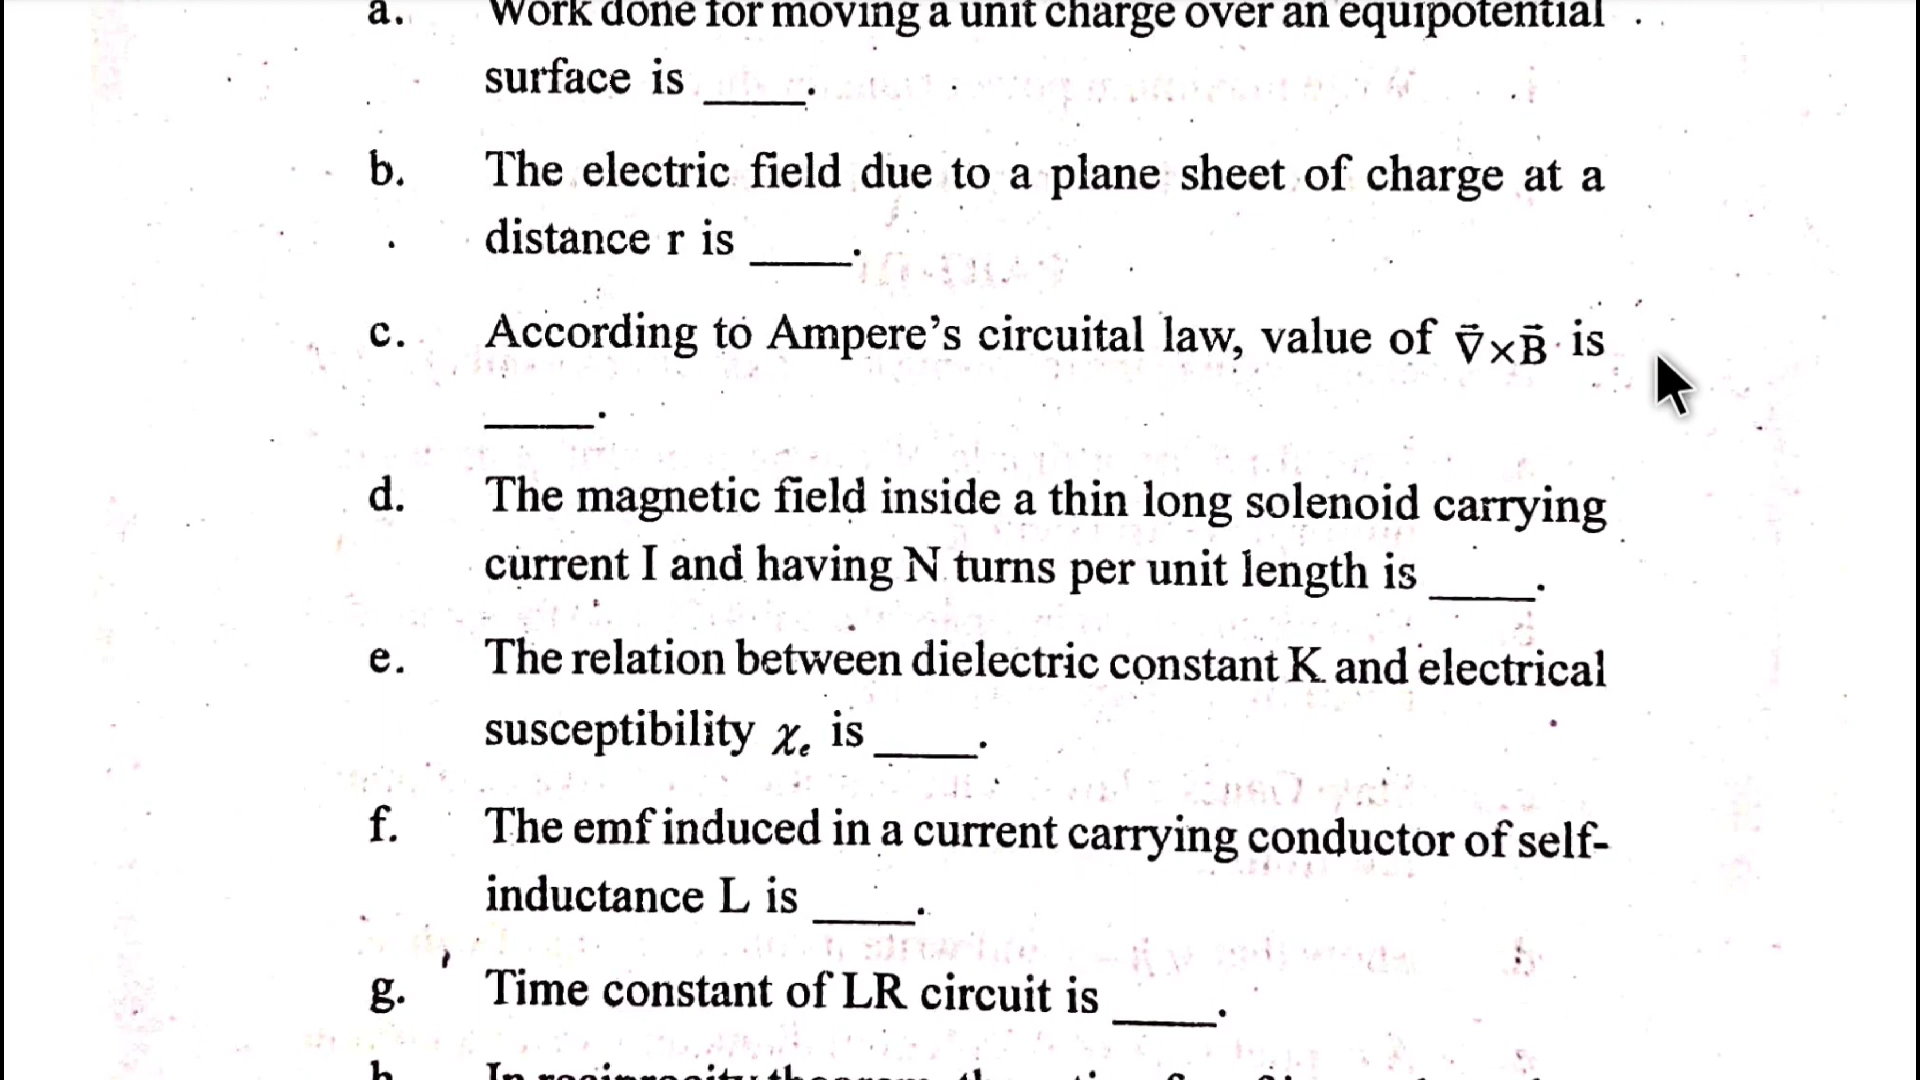 a. Work done for moving a unit charge over an equipotential
surface is ____.
b. The electric field due to a plane sheet of charge at a
distance r is ____.
c. According to Ampere’s circuital law, value of ∇⃗×B⃗ is
____.
d. The magnetic field inside a thin long solenoid carrying
current I and having N turns per unit length is ____.
e. The relation between dielectric constant K and electrical
susceptibility χₑ is ____.
f. The emf induced in a current carrying conductor of self-
inductance L is ____.
g. Time constant of LR circuit is ____.
h. In reciprocity theorem, the